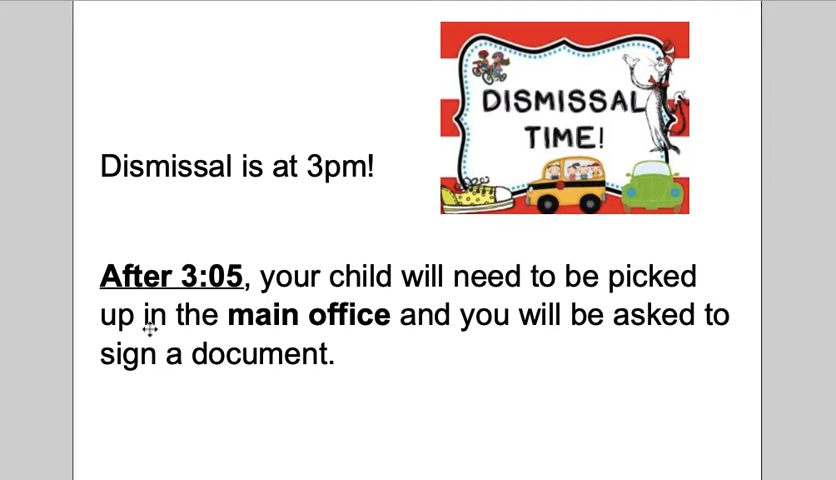 DISMISSAL
TIME!
Dismissal is at 3pm!
After 3:05, your child will need to be picked
up in the main office and you will be asked to
sign a document.